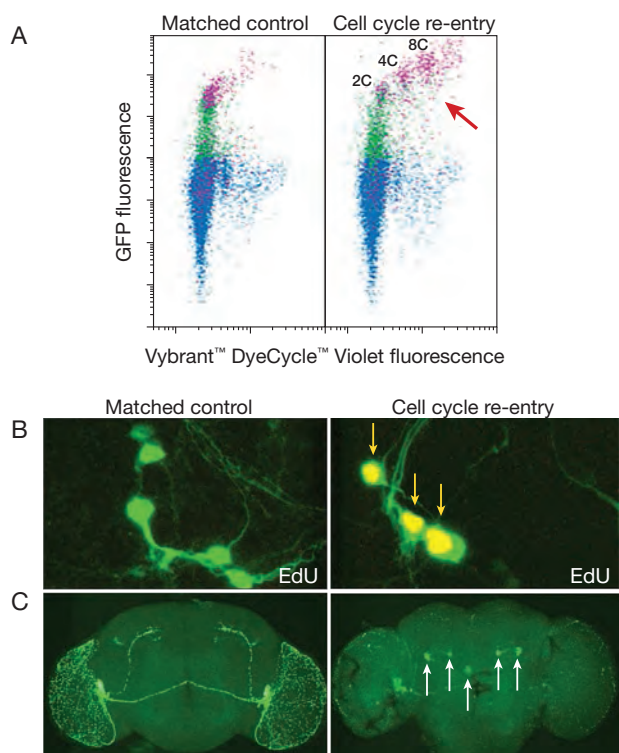 A
Matched control Cell cycle re-entry
8C
4C
2C
GFP fluorescence
Vybrant™ DyeCycle™ Violet fluorescence
Matched control Cell cycle re-entry
B
EdU EdU
C